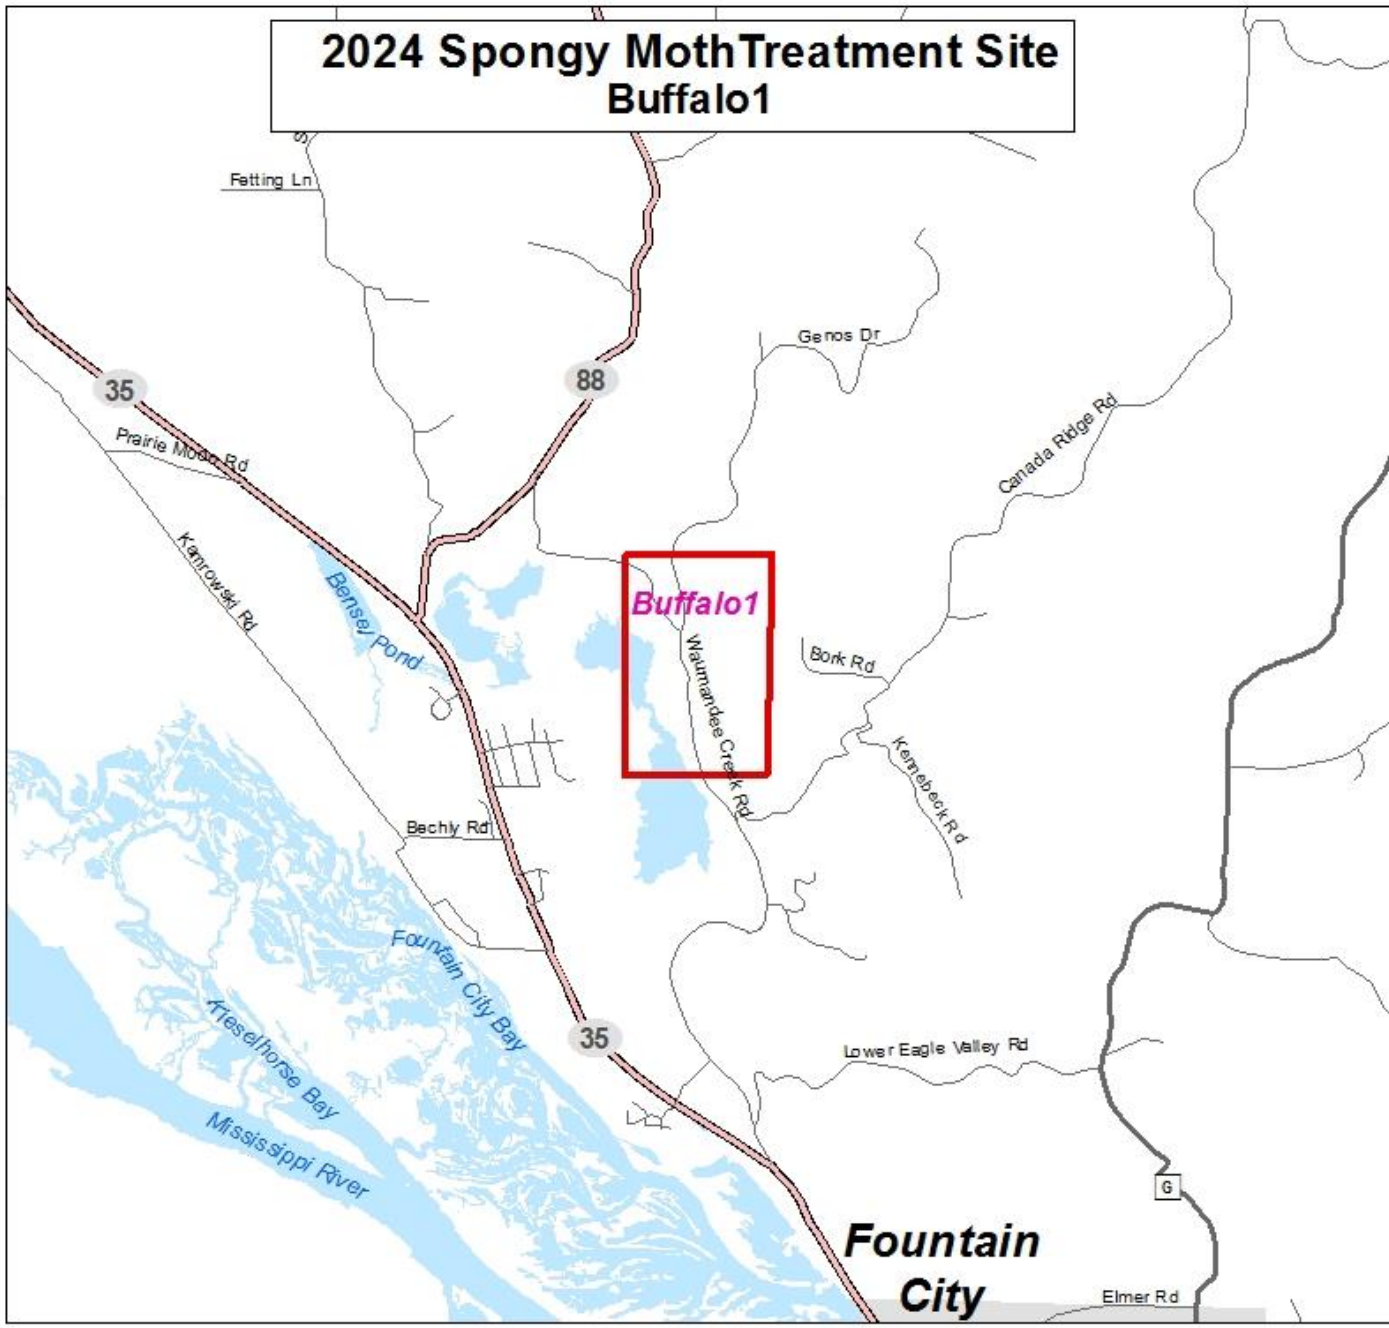 2024 Spongy MothTreatment Site
Buffalo1
S
Fetting Ln
Genos Dr
35
88
Canada Ridge Rd
Prairie Moon Rd
Kamrowski Rd
Bensey Pond
Buffalo1
Waumandee Creek Rd
Bork Rd
Kennebeck Rd
Bechly Rd
Fountain City Bay
Kieselhorse Bay
Mississippi River
35
Lower Eagle Valley Rd
G
Fountain
City
Elmer Rd